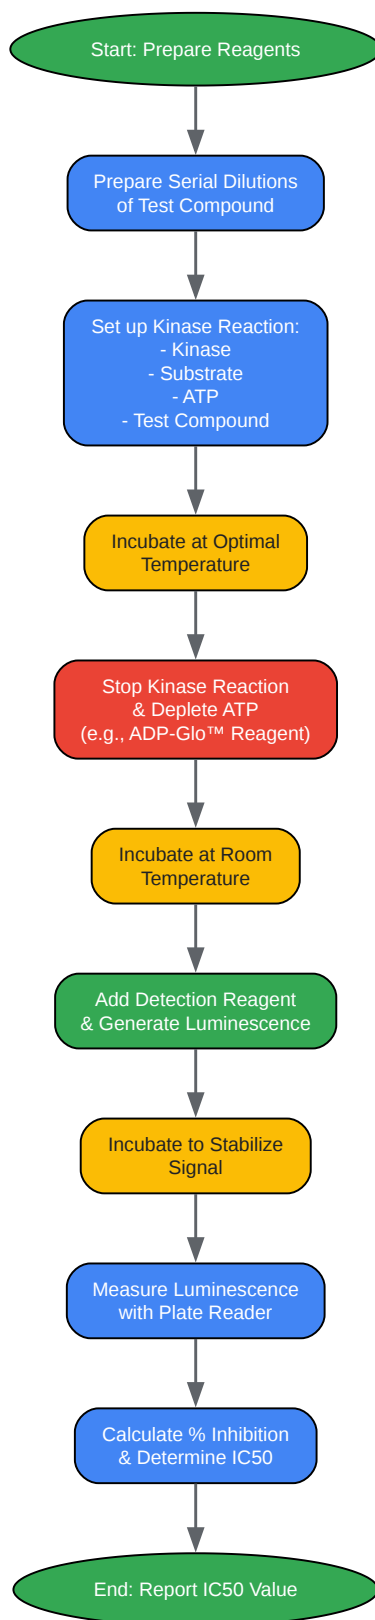 Start: Prepare Reagents
Prepare Serial Dilutions
of Test Compound
Set up Kinase Reaction:
- Kinase
- Substrate
- ATP
- Test Compound
Incubate at Optimal
Temperature
Stop Kinase Reaction
& Deplete ATP
(e.g., ADP-Glo™ Reagent)
Incubate at Room
Temperature
Add Detection Reagent
& Generate Luminescence
Incubate to Stabilize
Signal
Measure Luminescence
with Plate Reader
Calculate % Inhibition
& Determine IC50
End: Report IC50 Value